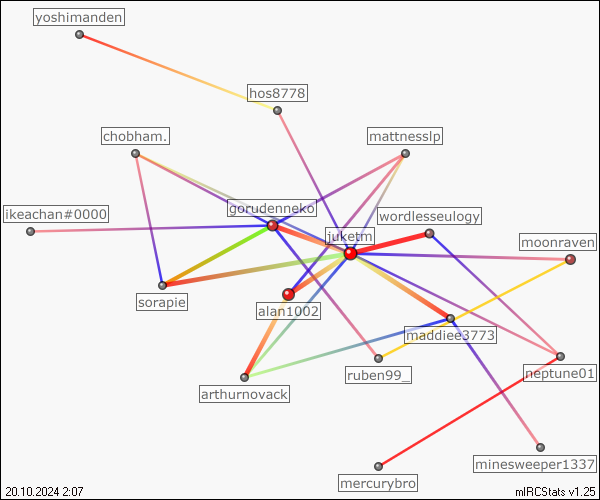 yoshimanden
hos8778
chobham.
mattnesslp
gorudenneko
ikeachan#0000
wordlesseulogy
juketm
moonraven
sorapie
alan1002
maddiee3773
ruben99_
neptune01
arthurnovack
minesweeper1337
mercurybro
20.10.2024 2:07
mIRCStats v1.25